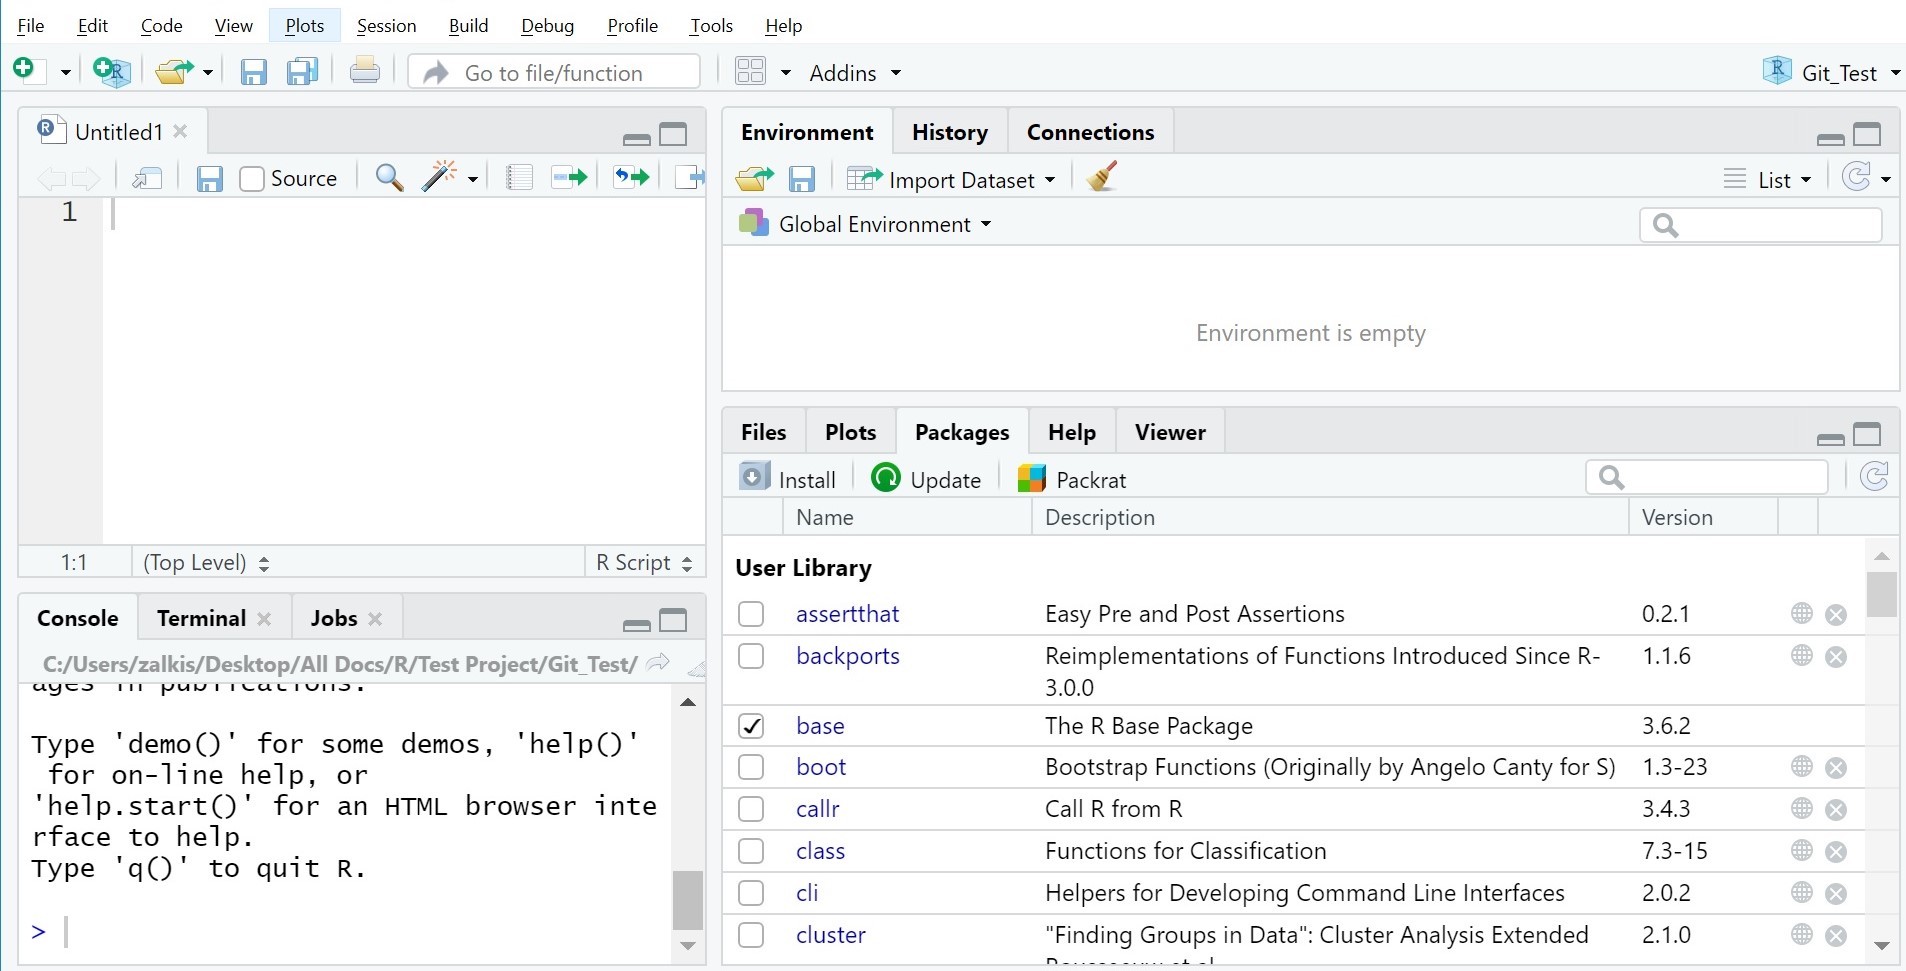 File Edit Code View Plots Session Build Debug Profile Tools Help
Go to file/function Addins Git_Test
Untitled1
Source
1
1:1 (Top Level) R Script
Console Terminal Jobs
C:/Users/zalkis/Desktop/All Docs/R/Test Project/Git_Test/
ages in publications.
Type 'demo()' for some demos, 'help()'
for on-line help, or
'help.start()' for an HTML browser inte
rface to help.
Type 'q()' to quit R.
>
Environment History Connections
Import Dataset List
Global Environment
Environment is empty
Files Plots Packages Help Viewer
Install Update Packrat
Name Description Version
User Library
assertthat Easy Pre and Post Assertions 0.2.1
backports Reimplementations of Functions Introduced Since R- 1.1.6
3.0.0
base The R Base Package 3.6.2
boot Bootstrap Functions (Originally by Angelo Canty for S) 1.3-23
callr Call R from R 3.4.3
class Functions for Classification 7.3-15
cli Helpers for Developing Command Line Interfaces 2.0.2
cluster "Finding Groups in Data": Cluster Analysis Extended 2.1.0